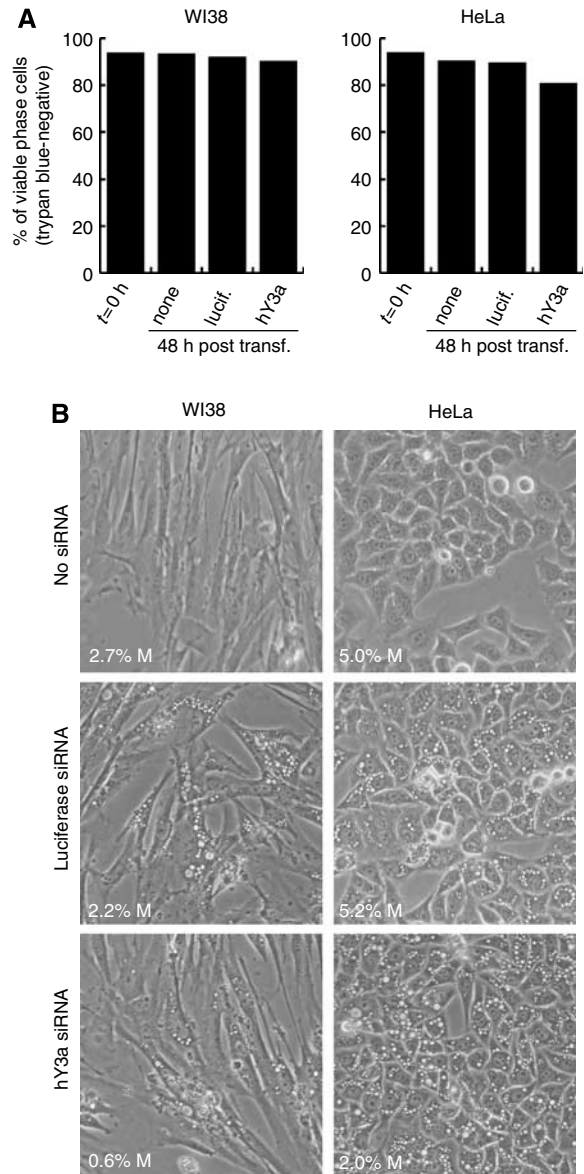 A
WI38
HeLa
% of viable phase cells
(trypan blue-negative)
100
80
60
40
20
0
t=0 h
none
lucif.
hY3a
48 h post transf.
100
80
60
40
20
0
t=0 h
none
lucif.
hY3a
48 h post transf.
B
WI38
HeLa
No siRNA
2.7% M
5.0% M
Luciferase siRNA
2.2% M
5.2% M
hY3a siRNA
0.6% M
2.0% M